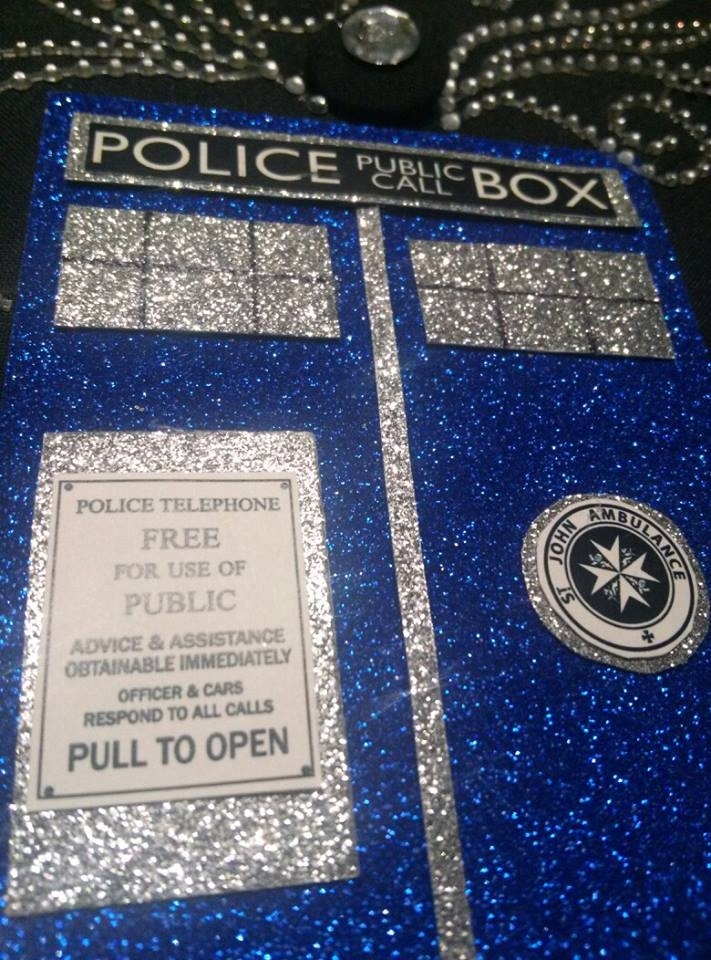 POLICE PUBLIC CALL BOX
POLICE TELEPHONE
FREE
FOR USE OF
PUBLIC
ADVICE & ASSISTANCE
OBTAINABLE IMMEDIATELY
OFFICER & CARS
RESPOND TO ALL CALLS
PULL TO OPEN
ST JOHN AMBULANCE